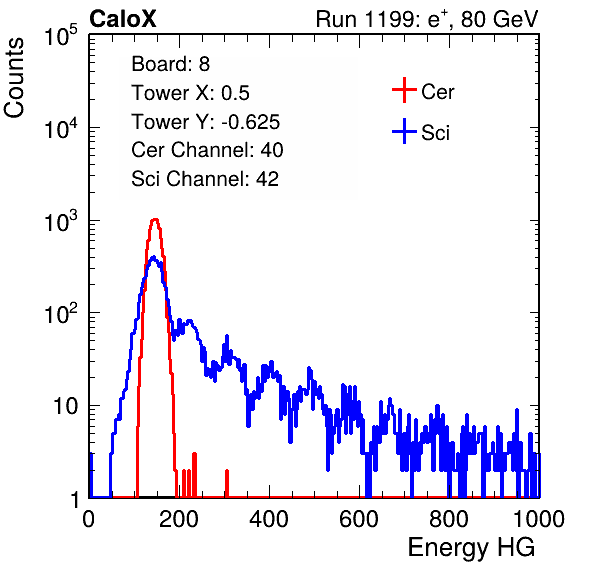 CaloX Run 1199: e⁺, 80 GeV
Counts
Board: 8
Tower X: 0.5
Tower Y: -0.625
Cer Channel: 40
Sci Channel: 42
Cer
Sci
10⁵
10⁴
10³
10²
10
1
0 200 400 600 800 1000
Energy HG